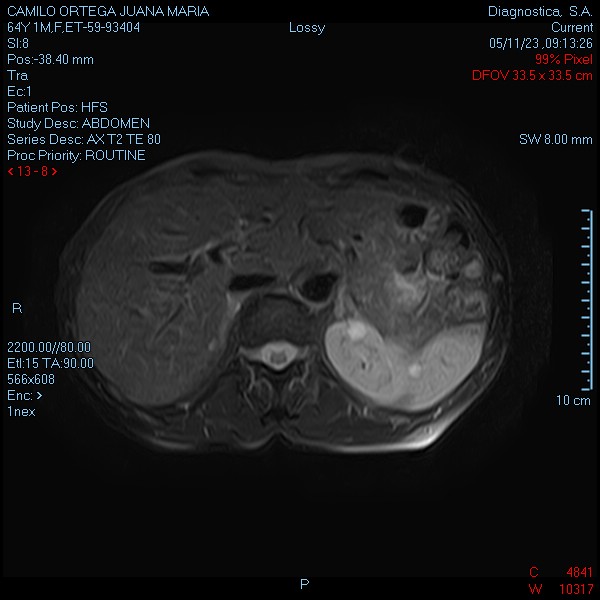 CAMILO ORTEGA JUANA MARIA
64Y 1M,F,ET-59-93404
Sl:8
Pos:-38.40 mm
Tra
Ec:1
Patient Pos: HFS
Study Desc: ABDOMEN
Series Desc: AX T2 TE 80
Proc Priority: ROUTINE
< 13 - 8 >
Lossy
Diagnostica, S.A.
Current
05/11/23 ,09:13:26
99% Pixel
DFOV 33.5 x 33.5 cm
SW 8.00 mm
R
2200.00//80.00
Etl:15 TA:90.00
566x608
Enc: >
1nex
10 cm
P
C 4841
W 10317